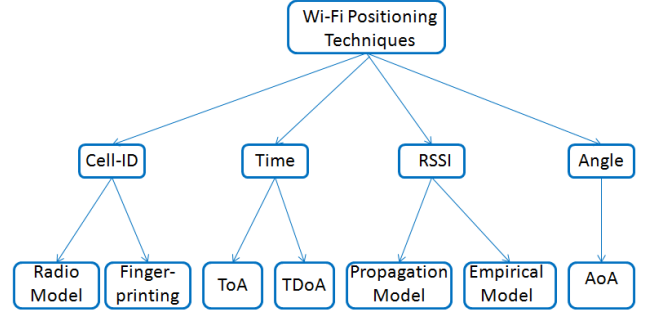 Wi-Fi Positioning
Techniques
Cell-ID
Time
RSSI
Angle
Radio
Model
Finger-
printing
ToA
TDoA
Propagation
Model
Empirical
Model
AoA